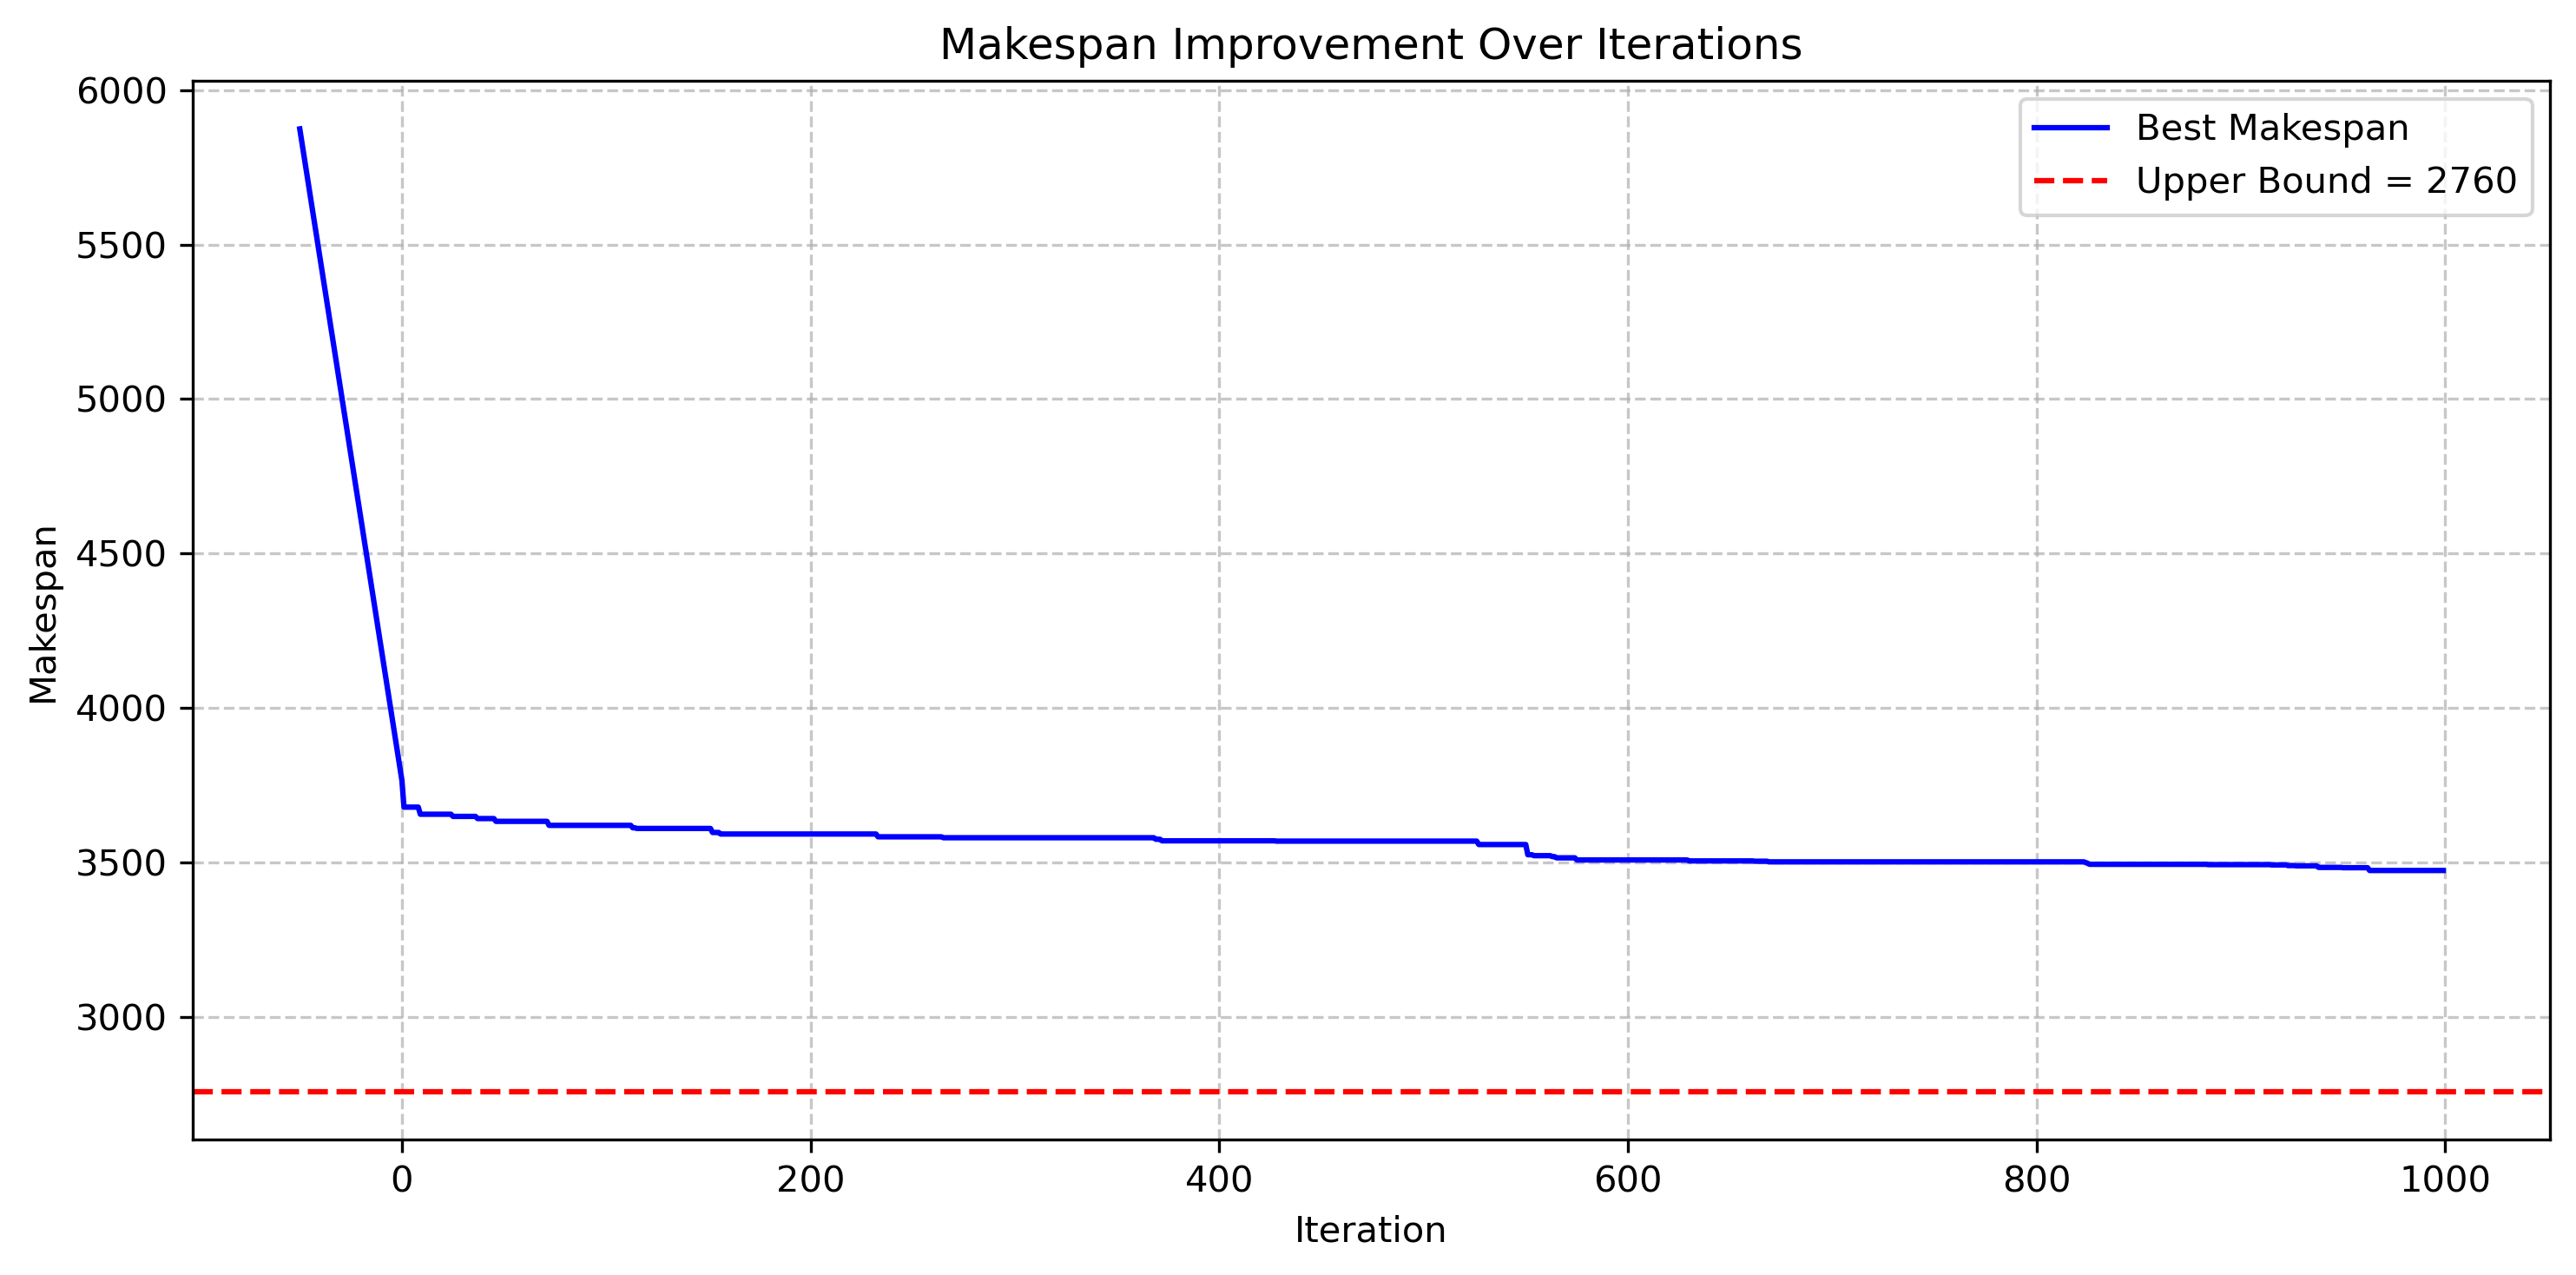 Makespan Improvement Over Iterations
6000
5500
5000
4500
4000
3500
3000
Makespan
Best Makespan
Upper Bound = 2760
0 200 400 600 800 1000
Iteration